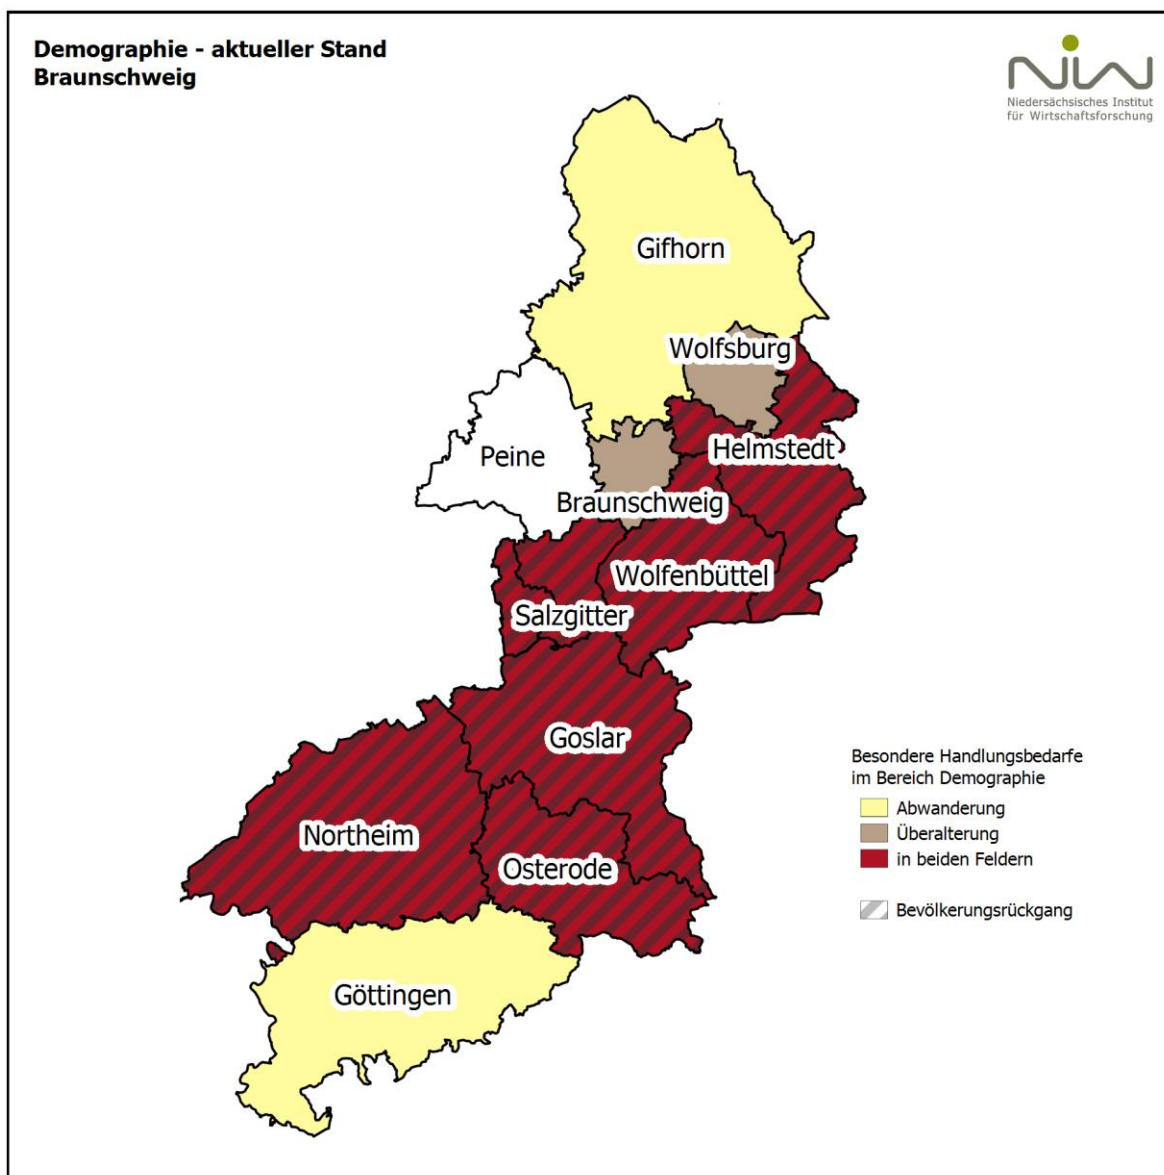 Demographie - aktueller Stand
Braunschweig
NIW
Niedersächsisches Institut
für Wirtschaftsforschung
Gifhorn
Wolfsburg
Peine
Helmstedt
Braunschweig
Wolfenbüttel
Salzgitter
Goslar
Northeim
Osterode
Göttingen
Besondere Handlungsbedarfe
im Bereich Demographie
Abwanderung
Überalterung
in beiden Feldern
Bevölkerungsrückgang